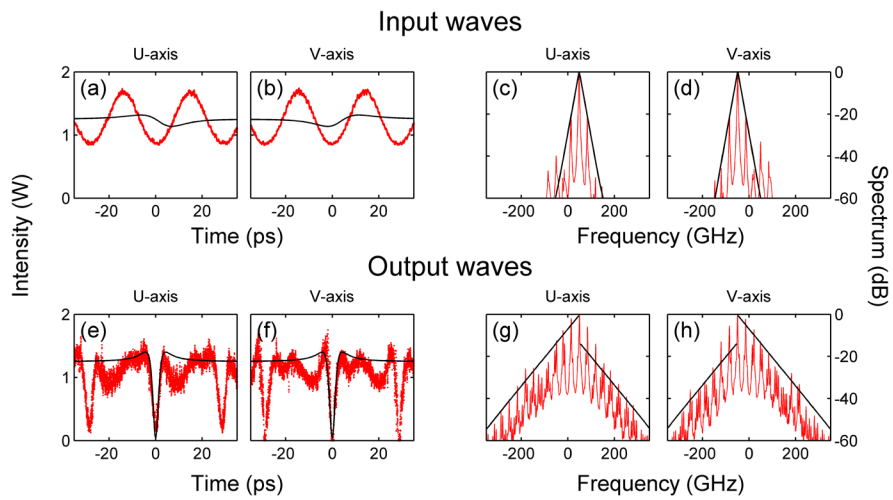 Input waves
U-axis V-axis U-axis V-axis
2 (a) (b) (c) (d) 0
1 -20
-40
0 -60
-20 0 20 -20 0 20 -200 0 200 -200 0 200
Time (ps) Frequency (GHz)
Intensity (W) Spectrum (dB)
Output waves
U-axis V-axis U-axis V-axis
2 (e) (f) (g) (h) 0
1 -20
-40
0 -60
-20 0 20 -20 0 20 -200 0 200 -200 0 200
Time (ps) Frequency (GHz)